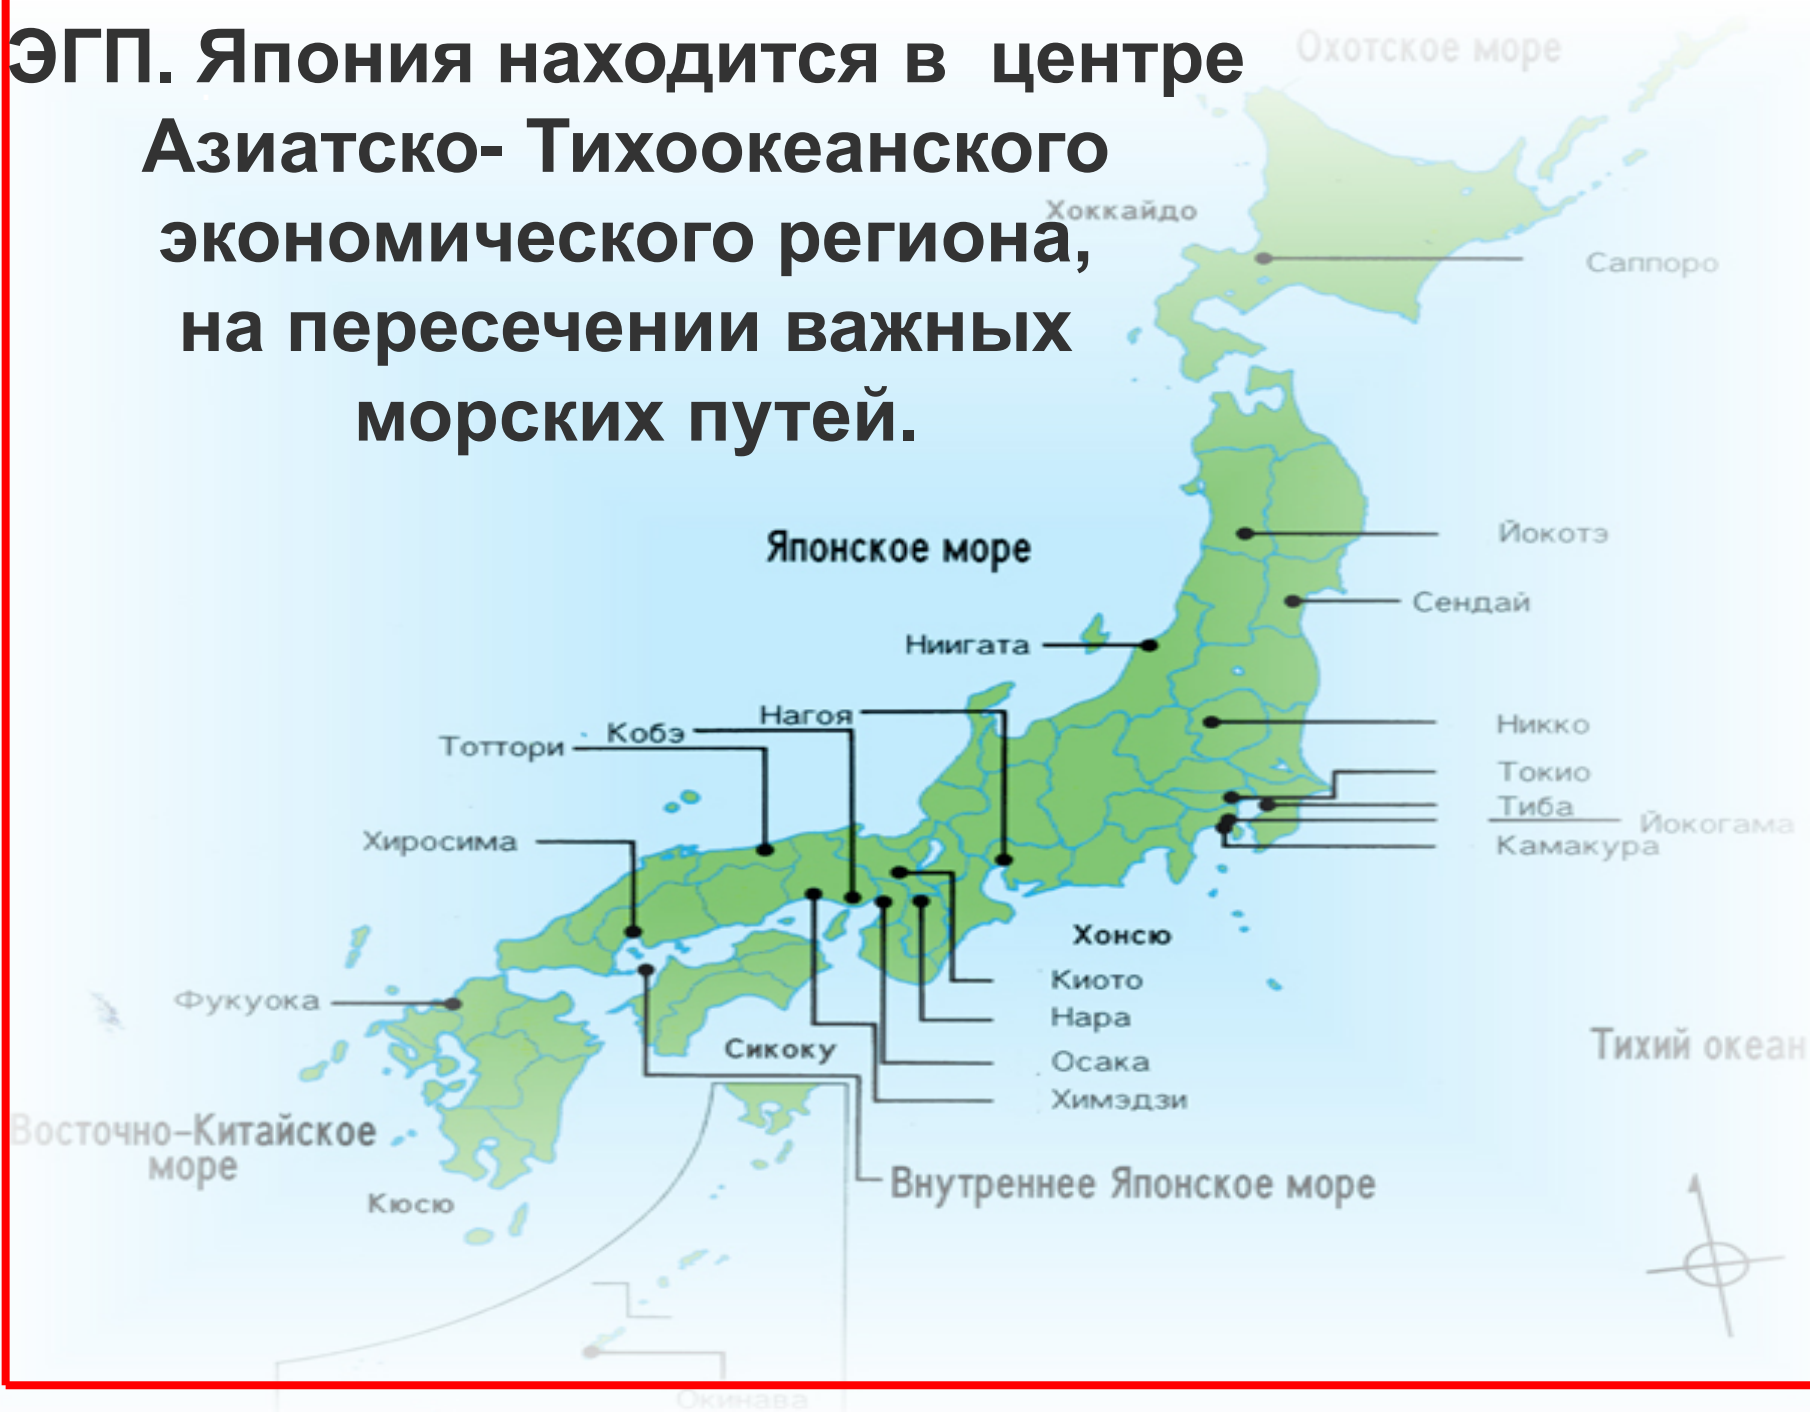 ЭГП. Япония находится в центре
Азиатско- Тихоокеанского
экономического региона,
на пересечении важных
морских путей.
Охотское море
Хоккайдо
Саппоро
Японское море
Йокотэ
Сендай
Ниигата
Нагоя
Кобэ
Тоттори
Никко
Токио
Тиба
Йокогама
Камакура
Хиросима
Хонсю
Киото
Нара
Осака
Химэдзи
Фукуока
Сикоку
Тихий океан
Восточно-Китайское
море
Внутреннее Японское море
Кюсю
Окинава